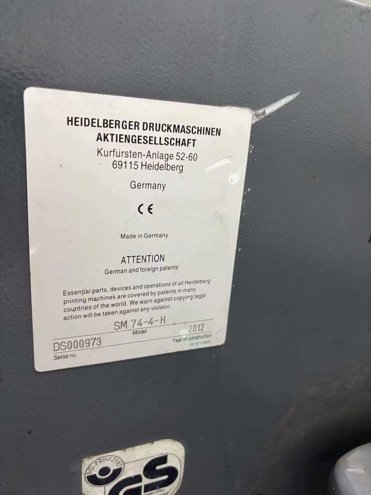 HEIDELBERGER DRUCKMASCHINEN
AKTIENGESELLSCHAFT
Kurfürsten-Anlage 52-60
69115 Heidelberg
Germany
CE
Made in Germany
ATTENTION
German and foreign patents
Essential parts, devices and operations of all Heidelberg
printing machines are covered by patents in many
countries of the world. We warn against copying; legal
action will be taken against any violator.
SM 74-4-H
Model
DS000973
Serial no.
2012
Year of construction
GS